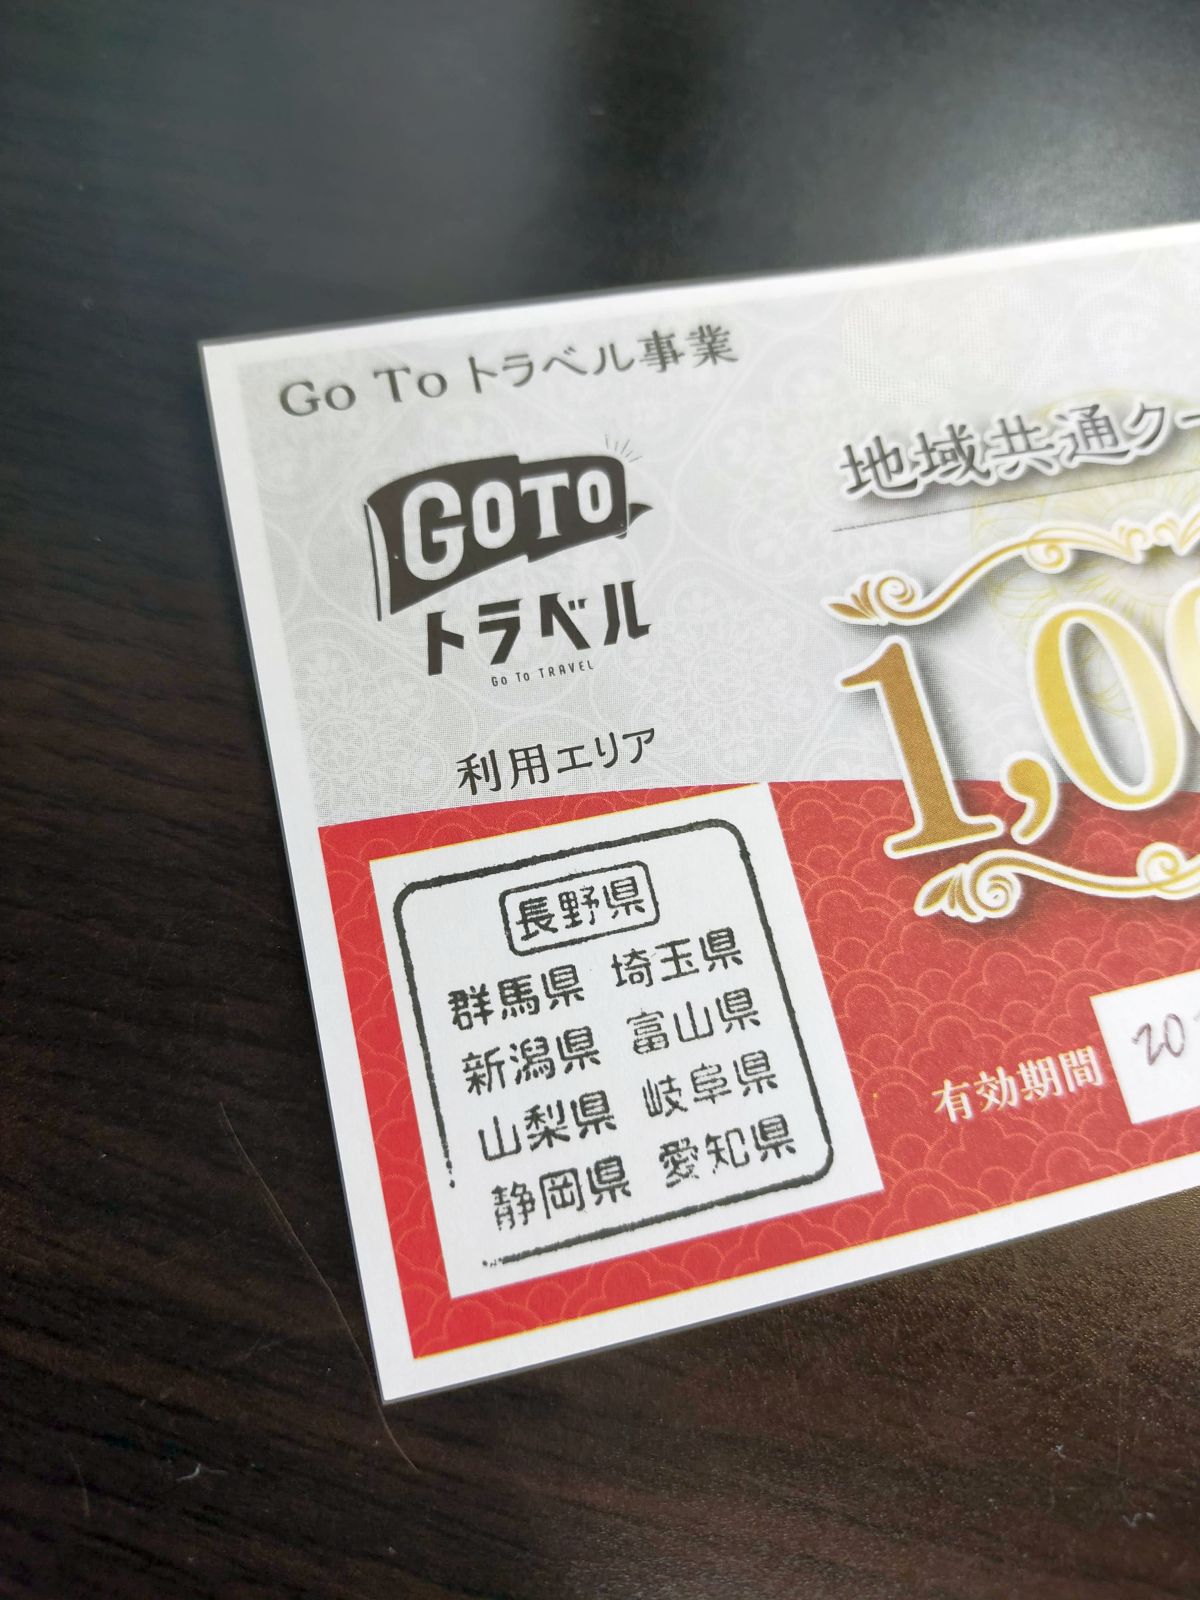 Go To トラベル事業
GOTO
トラベル
Go To TRAVEL
地域共通クー
1,0
利用エリア
長野県
群馬県 埼玉県
新潟県 富山県
山梨県 岐阜県
静岡県 愛知県
有効期間
20